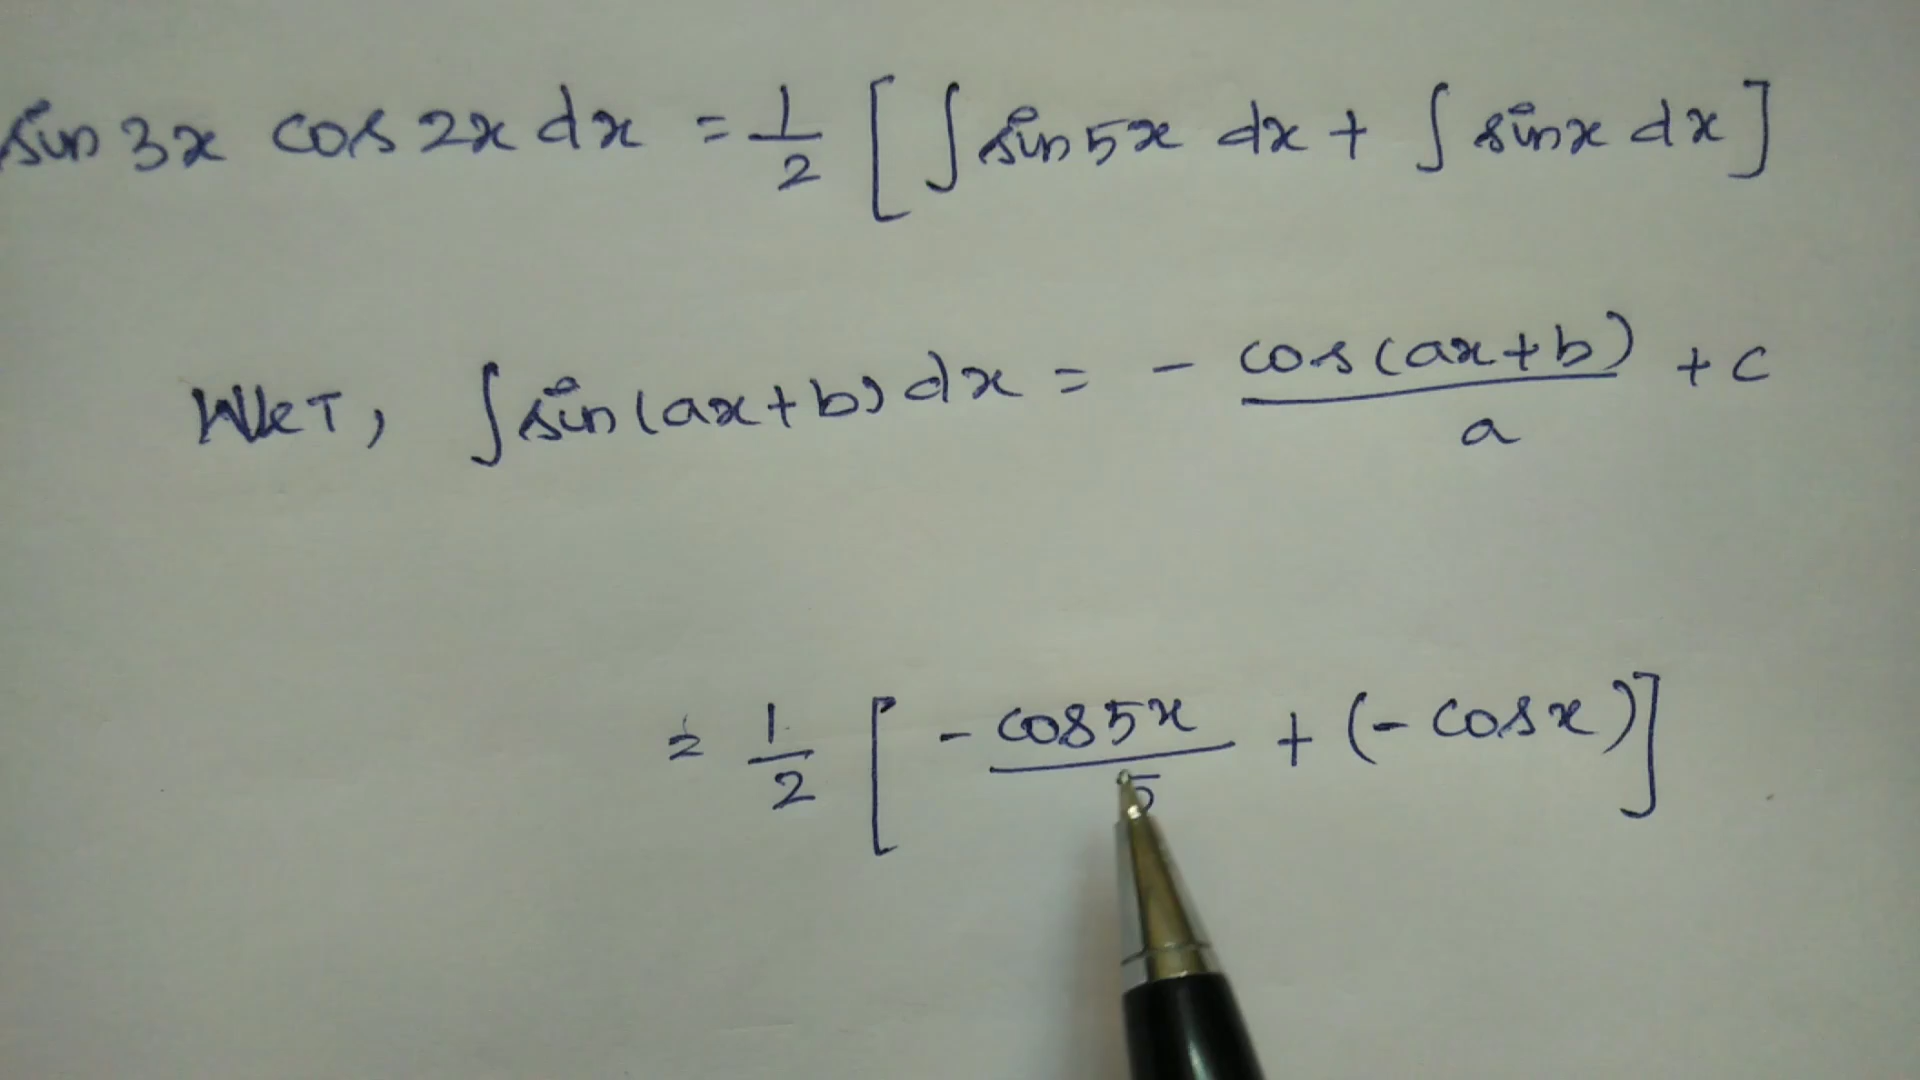 sin 3x cos 2x dx = 1/2 [ ∫ sin 5x dx + ∫ sin x dx ]
WKT, ∫ sin (ax+b) dx = - cos (ax+b)/a + c
= 1/2 [ - cos 5x/5 + (- cos x) ]